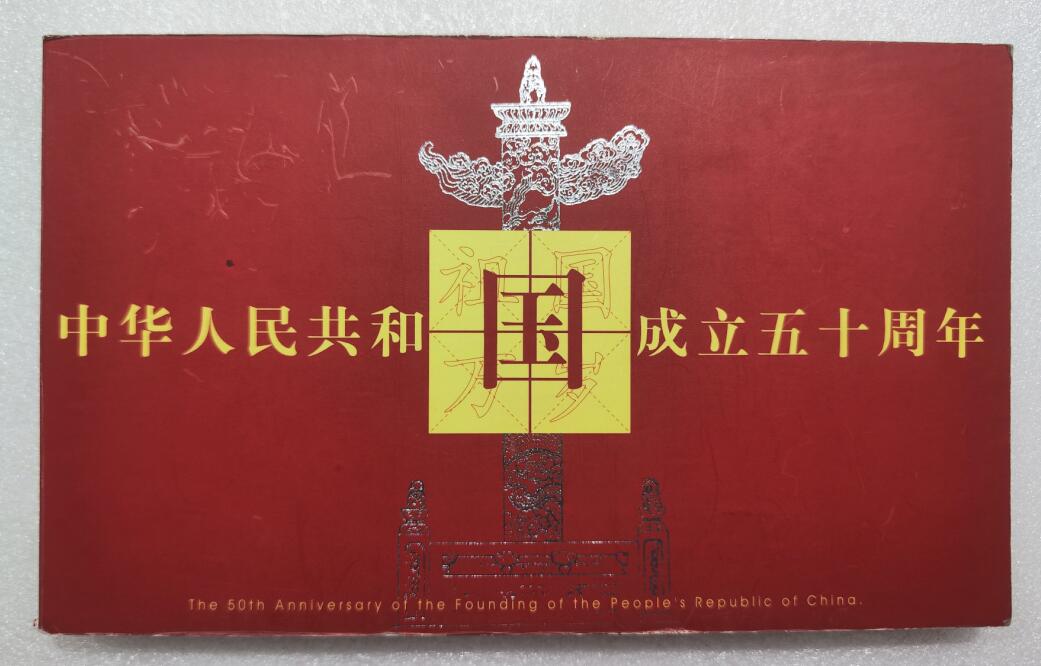 祖国
中华人民共和国成立五十周年
万岁
The 50th Anniversary of the Founding of the People's Republic of China.